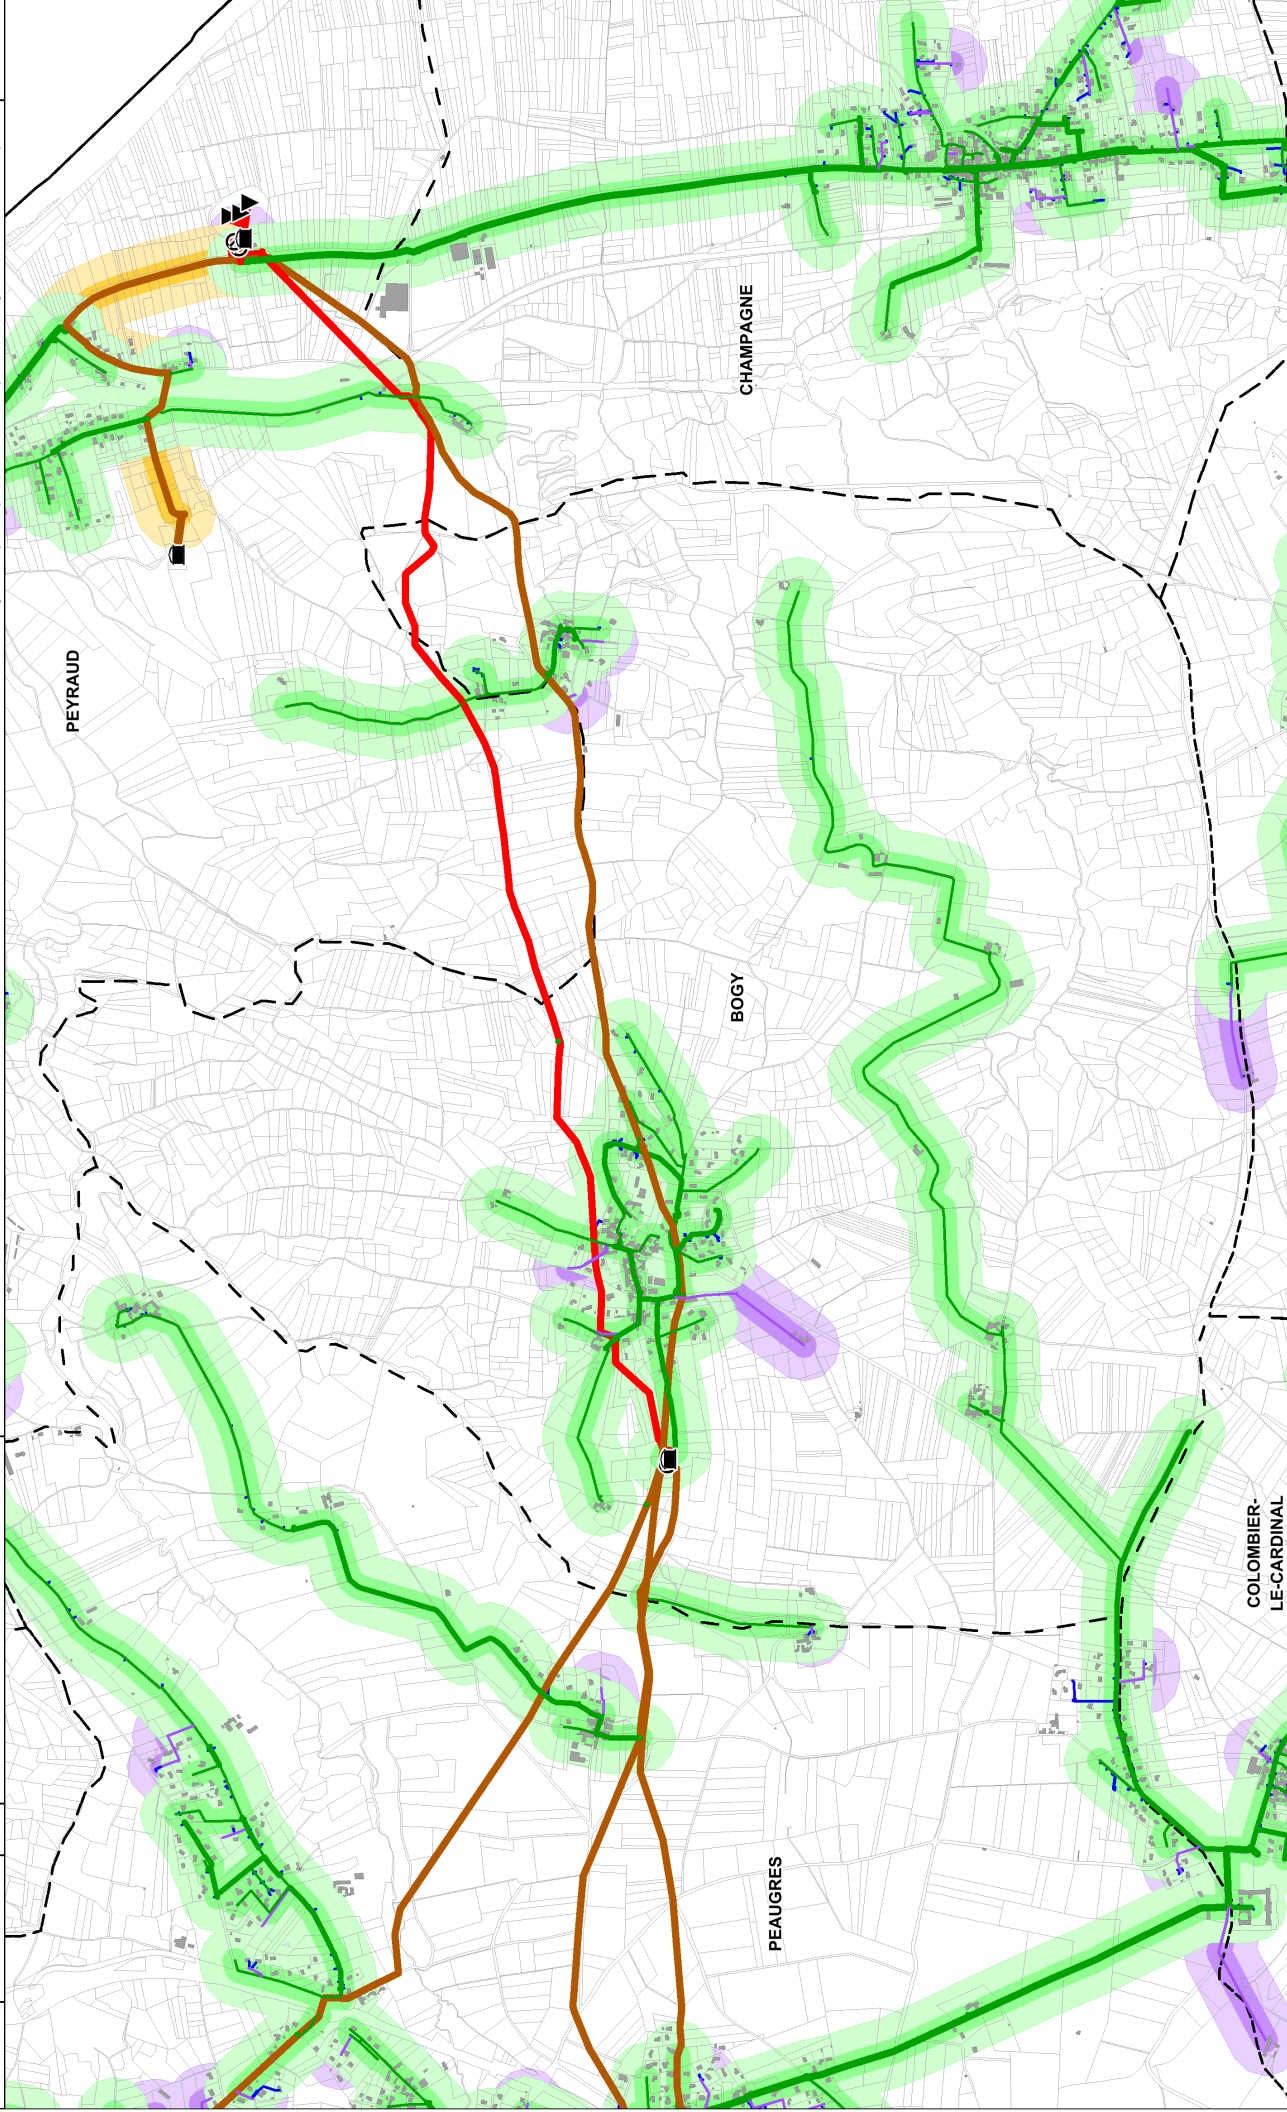 PEYRAUD
CHAMPAGNE
BOGY
COLOMBIER-
LE-CARDINAL
PEAUGRES